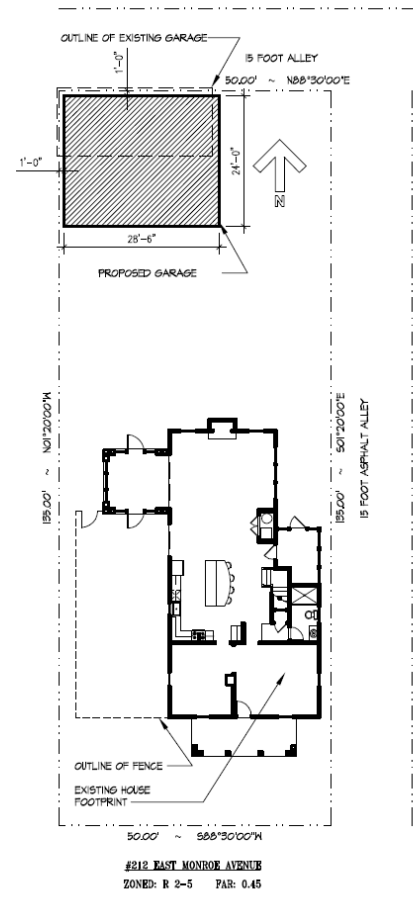 OUTLINE OF EXISTING GARAGE
1'-0"
15 FOOT ALLEY
50.00' ~ N88°30'00"E
1'-0"
24'-0"
N
28'-6"
PROPOSED GARAGE
135.00' ~ N01°20'00"W
135.00' ~ S01°20'00"E
15 FOOT ASPHALT ALLEY
OUTLINE OF FENCE
EXISTING HOUSE
FOOTPRINT
50.00' ~ S88°30'00"W
#212 EAST MONROE AVENUE
ZONED: R 2-5 FAR: 0.45